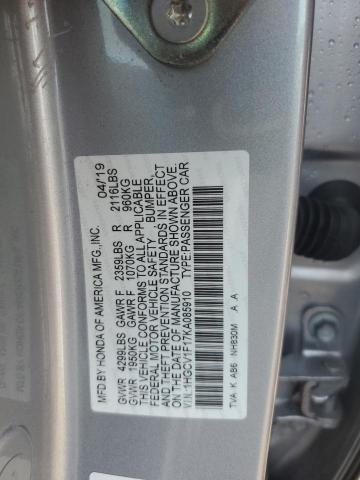 MFD. BY HONDA OF AMERICA MFG., INC. 04/19
GVWR 4299LBS GAWR F 2359LBS R 2116LBS
GVWR 1950KG GAWR F 1070KG R 960KG
THIS VEHICLE CONFORMS TO ALL APPLICABLE
FEDERAL MOTOR VEHICLE SAFETY, BUMPER,
AND THEFT PREVENTION STANDARDS IN EFFECT
ON THE DATE OF MANUFACTURE SHOWN ABOVE.
V.I.N.:1HGCV1F17KA085910 TYPE:PASSENGER CAR
TVA K AB6 NH830M A A